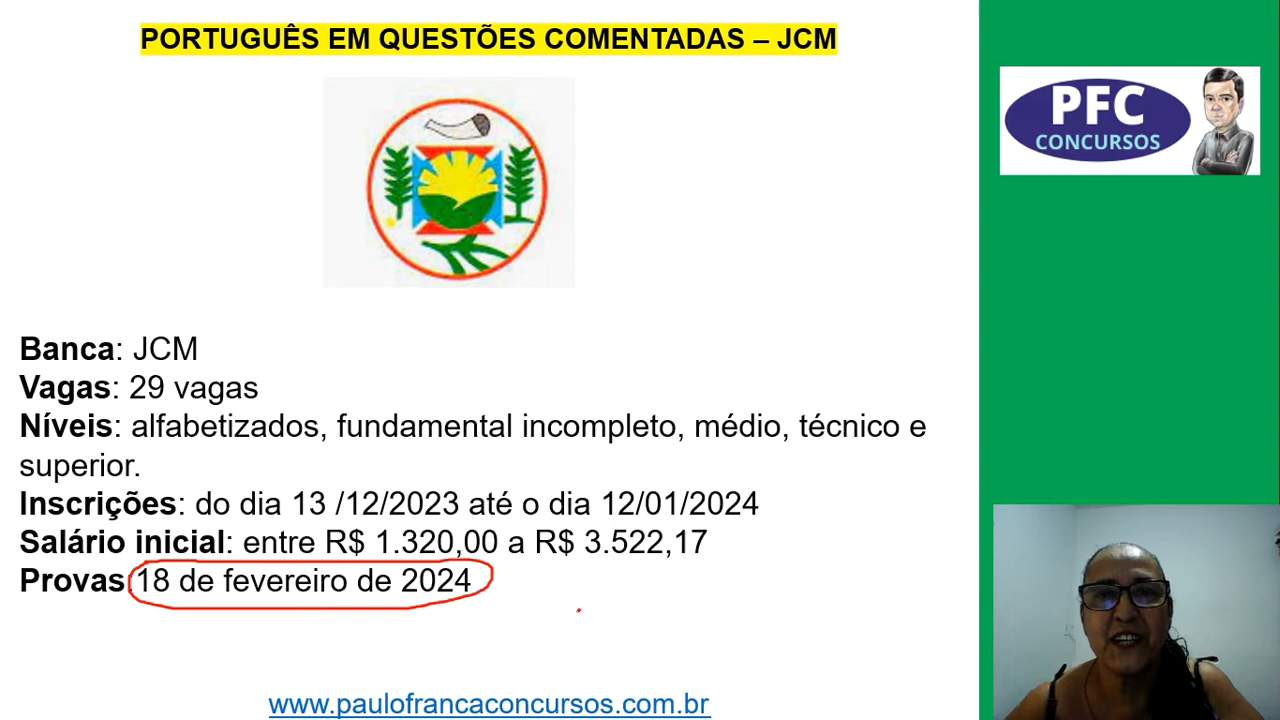 PORTUGUÊS EM QUESTÕES COMENTADAS – JCM
PFC
CONCURSOS
Banca: JCM
Vagas: 29 vagas
Níveis: alfabetizados, fundamental incompleto, médio, técnico e
superior.
Inscrições: do dia 13 /12/2023 até o dia 12/01/2024
Salário inicial: entre R$ 1.320,00 a R$ 3.522,17
Provas:18 de fevereiro de 2024
www.paulofrancaconcursos.com.br